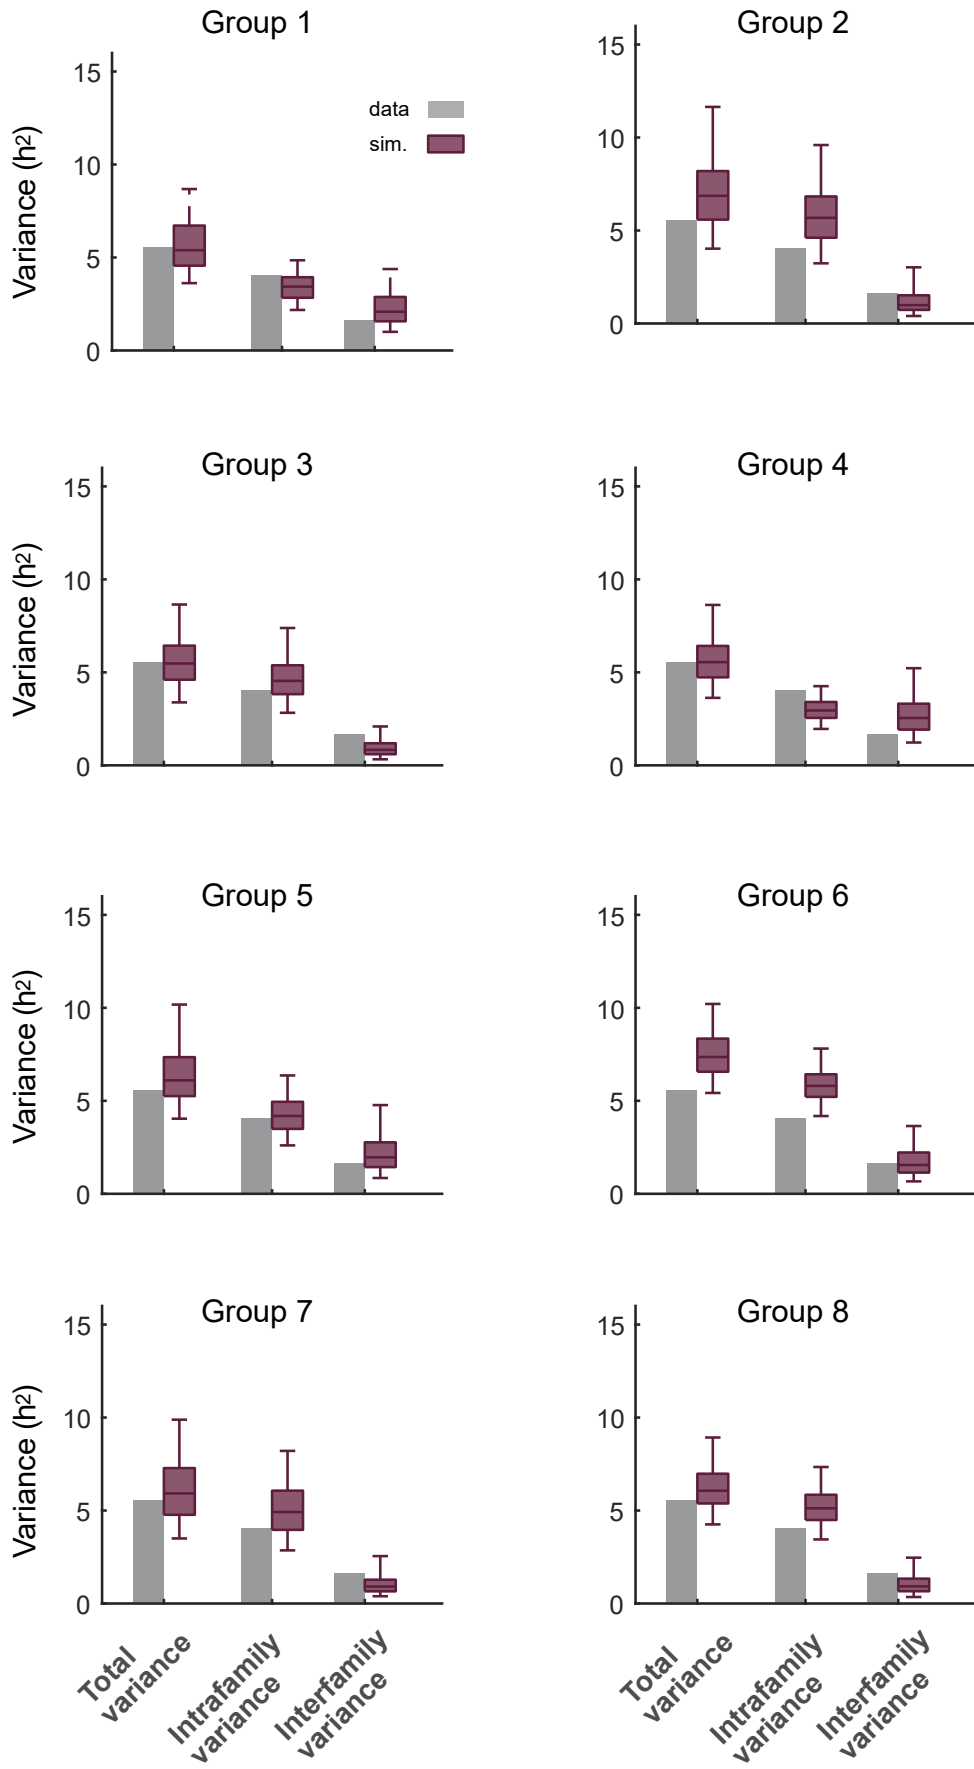 Group 1
15
10
5
0
Variance (h2)
data
sim.
Group 2
15
10
5
0
Group 3
15
10
5
0
Variance (h2)
Group 4
15
10
5
0
Group 5
15
10
5
0
Variance (h2)
Group 6
15
10
5
0
Group 7
15
10
5
0
Variance (h2)
Total
variance
Intrafamily
variance
Interfamily
variance
Group 8
15
10
5
0
Total
variance
Intrafamily
variance
Interfamily
variance